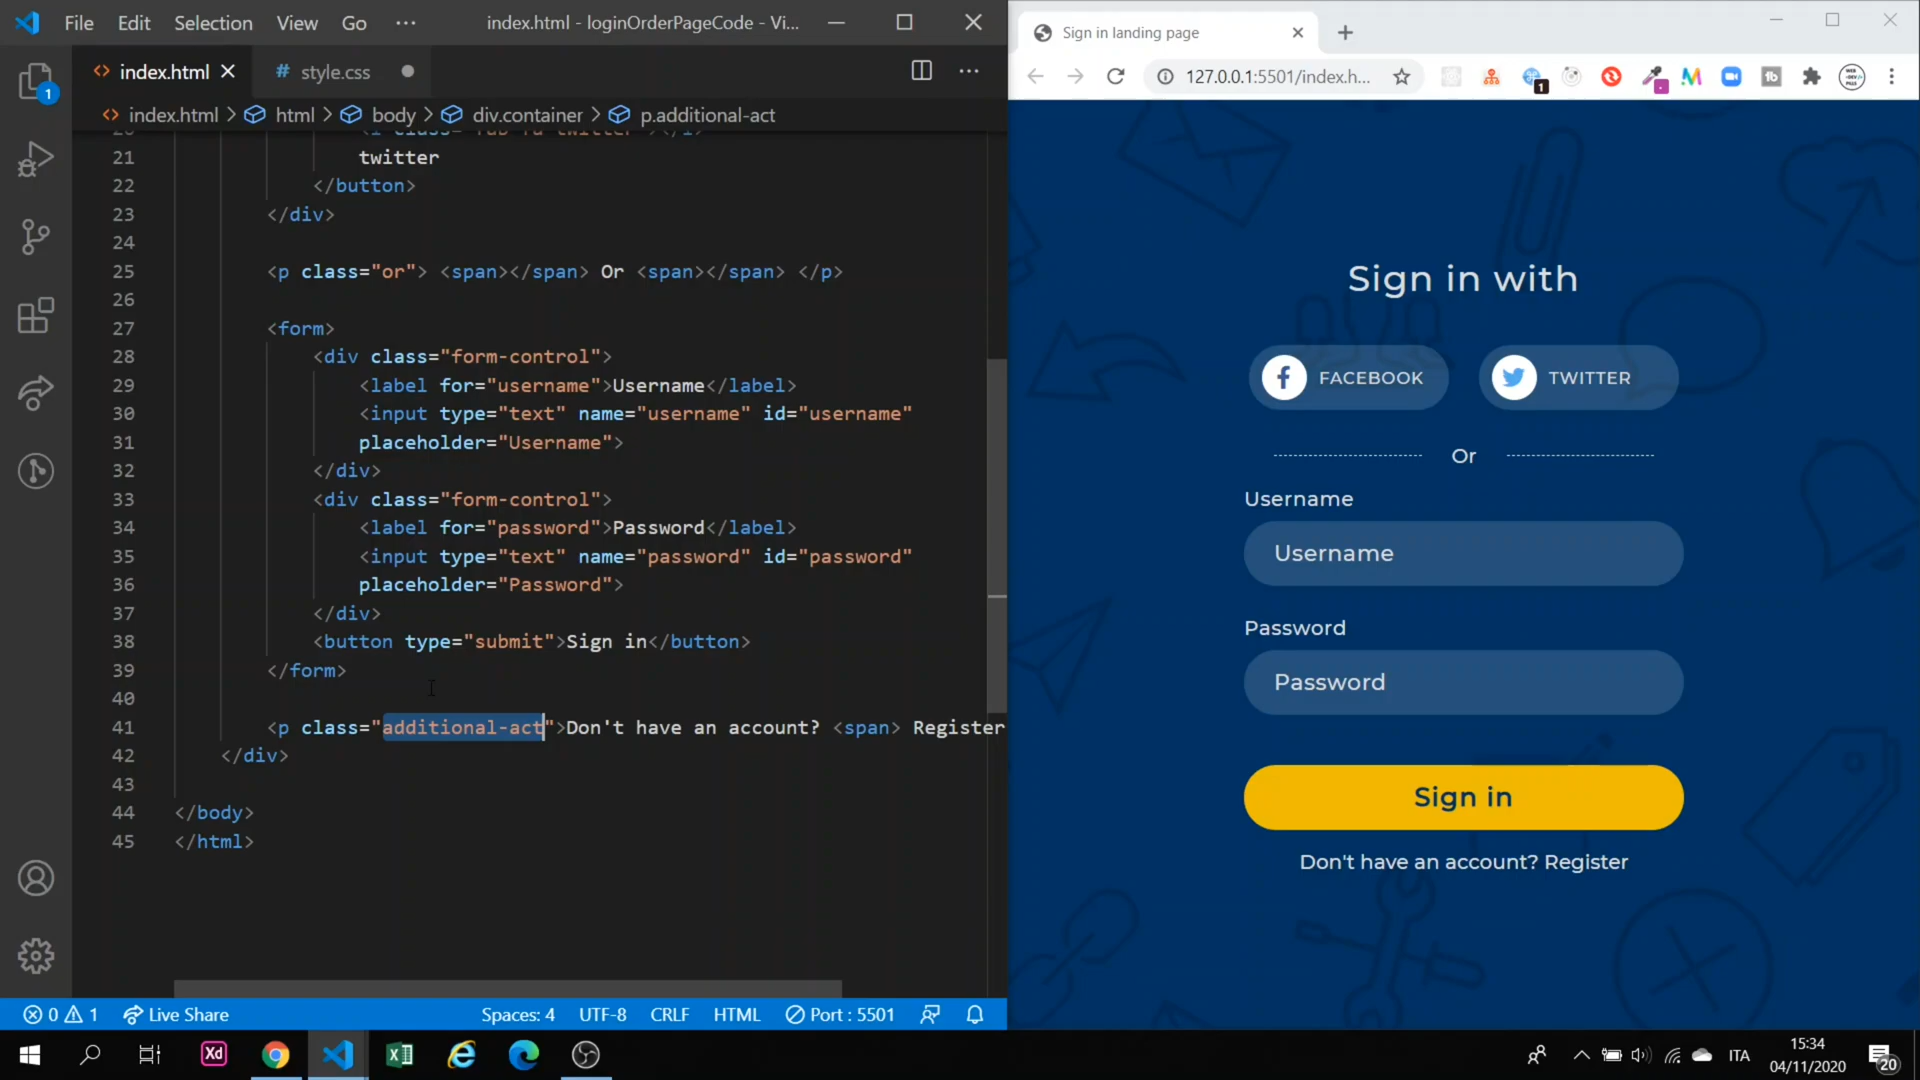 File Edit Selection View Go ··· index.html - loginOrderPageCode - Vi...
index.html # style.css
index.html > html > body > div.container > p.additional-act
21 twitter
22 </button>
23 </div>
24
25 <p class="or"> <span></span> Or <span></span> </p>
26
27 <form>
28 <div class="form-control">
29 <label for="username">Username</label>
30 <input type="text" name="username" id="username"
31 placeholder="Username">
32 </div>
33 <div class="form-control">
34 <label for="password">Password</label>
35 <input type="text" name="password" id="password"
36 placeholder="Password">
37 </div>
38 <button type="submit">Sign in</button>
39 </form>
40
41 <p class="additional-act">Don't have an account? <span> Register
42 </div>
43
44 </body>
45 </html>
1
0 1 Live Share Spaces: 4 UTF-8 CRLF HTML Port : 5501
Sign in landing page
127.0.0.1:5501/index.h...
1
Sign in with
FACEBOOK TWITTER
Or
Username
Username
Password
Password
Sign in
Don't have an account? Register
Xd
ITA
15:34
04/11/2020
20